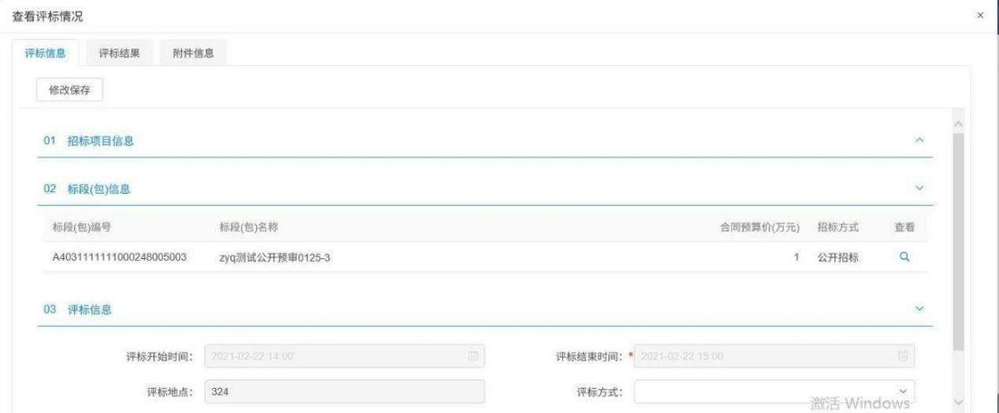 查看评标情况 ×
评标信息 评标结果 附件信息
修改保存
01 招标项目信息
02 标段(包)信息
标段(包)编号 标段(包)名称 合同预算价(万元) 招标方式 查看
A4031111111000248005003 zyq测试公开预审0125-3 1 公开招标
03 评标信息
评标开始时间: 2021-02-22 14:00 评标结束时间:* 2021-02-22 15:00
评标地点: 324 评标方式:
激活 Windows